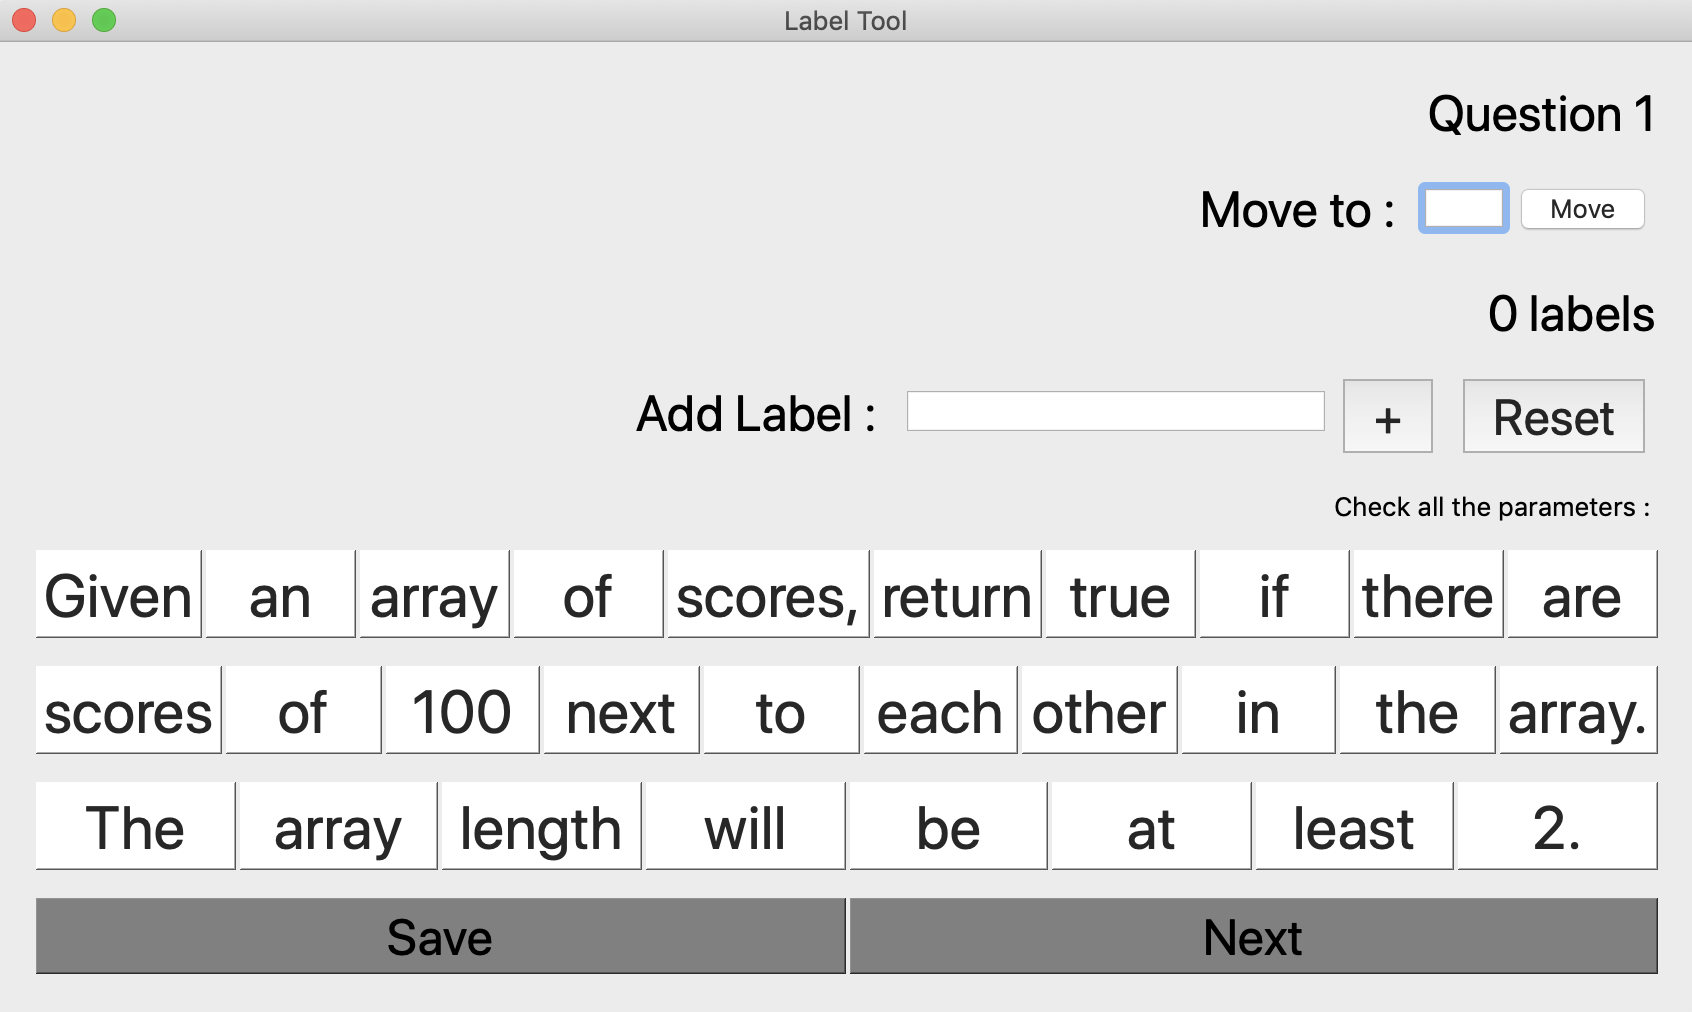 Label Tool
Question 1
Move to : Move
0 labels
Add Label : + Reset
Check all the parameters :
Given an array of scores, return true if there are
scores of 100 next to each other in the array.
The array length will be at least 2.
Save Next